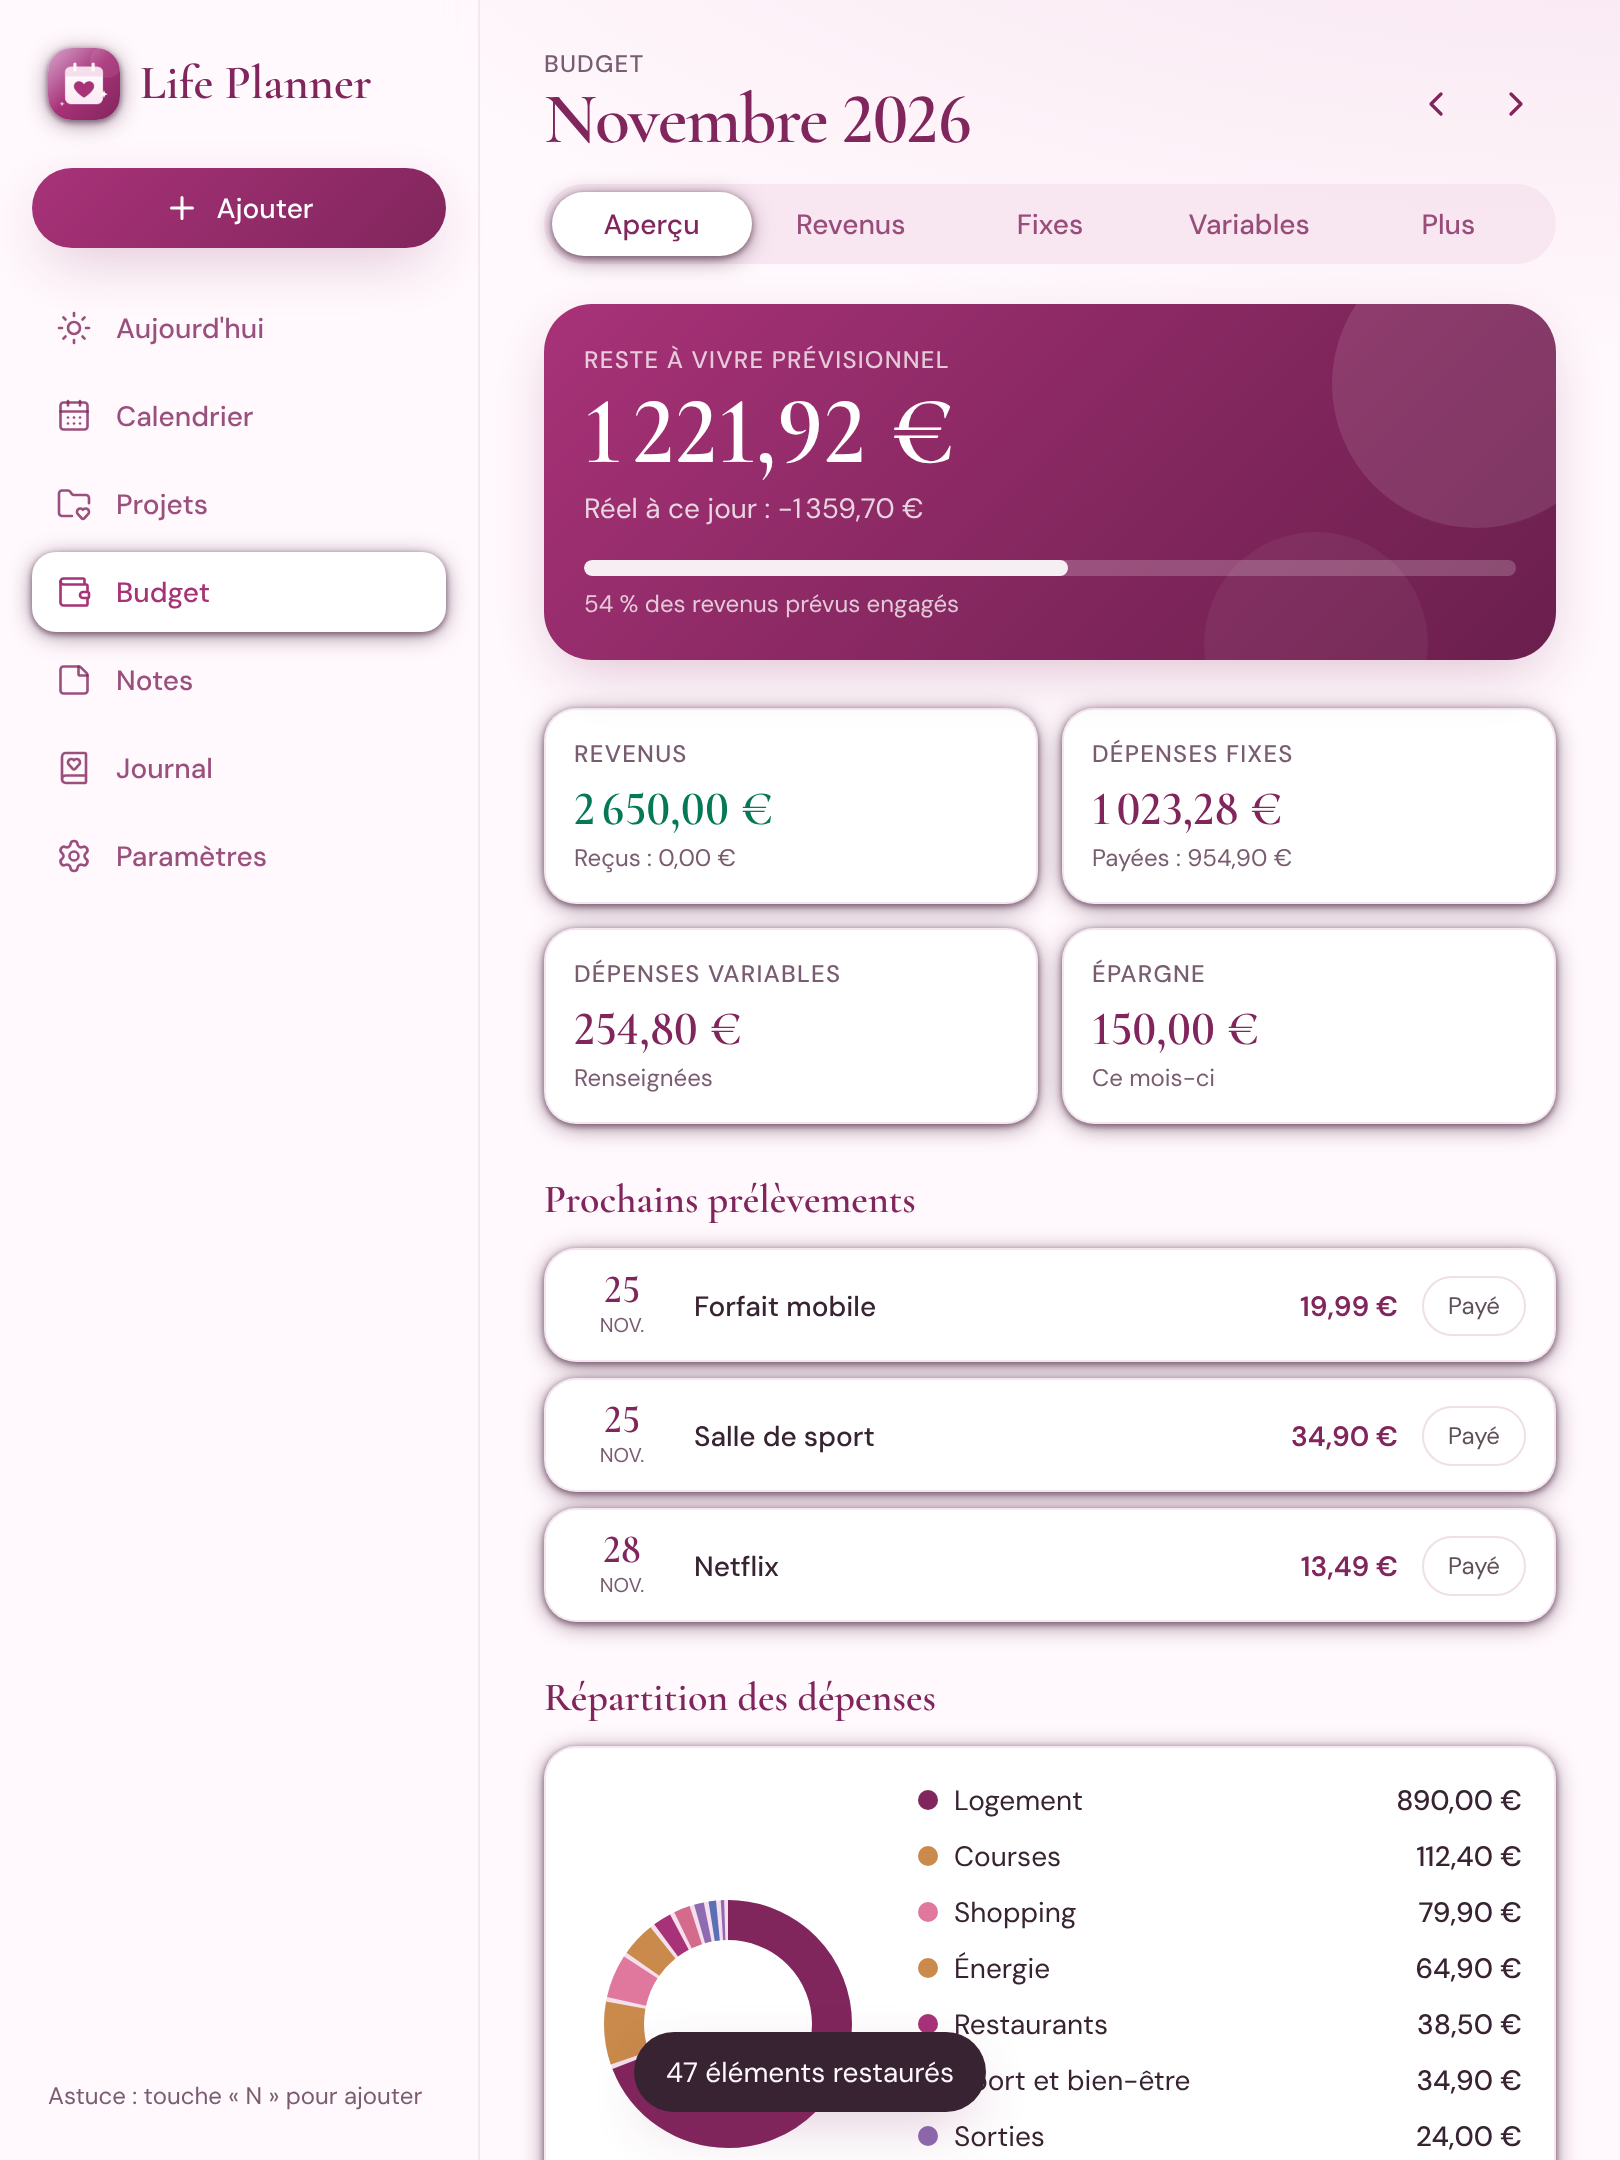 Life Planner
Ajouter
Aujourd'hui
Calendrier
Projets
Budget
Notes
Journal
Paramètres
Astuce : touche « N » pour ajouter
BUDGET
Novembre 2026
Aperçu
Revenus
Fixes
Variables
Plus
RESTE À VIVRE PRÉVISIONNEL
1 221,92 €
Réel à ce jour : -1 359,70 €
54 % des revenus prévus engagés
REVENUS
2 650,00 €
Reçus : 0,00 €
DÉPENSES FIXES
1 023,28 €
Payées : 954,90 €
DÉPENSES VARIABLES
254,80 €
Renseignées
ÉPARGNE
150,00 €
Ce mois-ci
Prochains prélèvements
25 NOV.
Forfait mobile
19,99 €
Payé
25 NOV.
Salle de sport
34,90 €
Payé
28 NOV.
Netflix
13,49 €
Payé
Répartition des dépenses
Logement 890,00 €
Courses 112,40 €
Shopping 79,90 €
Énergie 64,90 €
Restaurants 38,50 €
et bien-être 34,90 €
Sorties 24,00 €
47 éléments restaurés